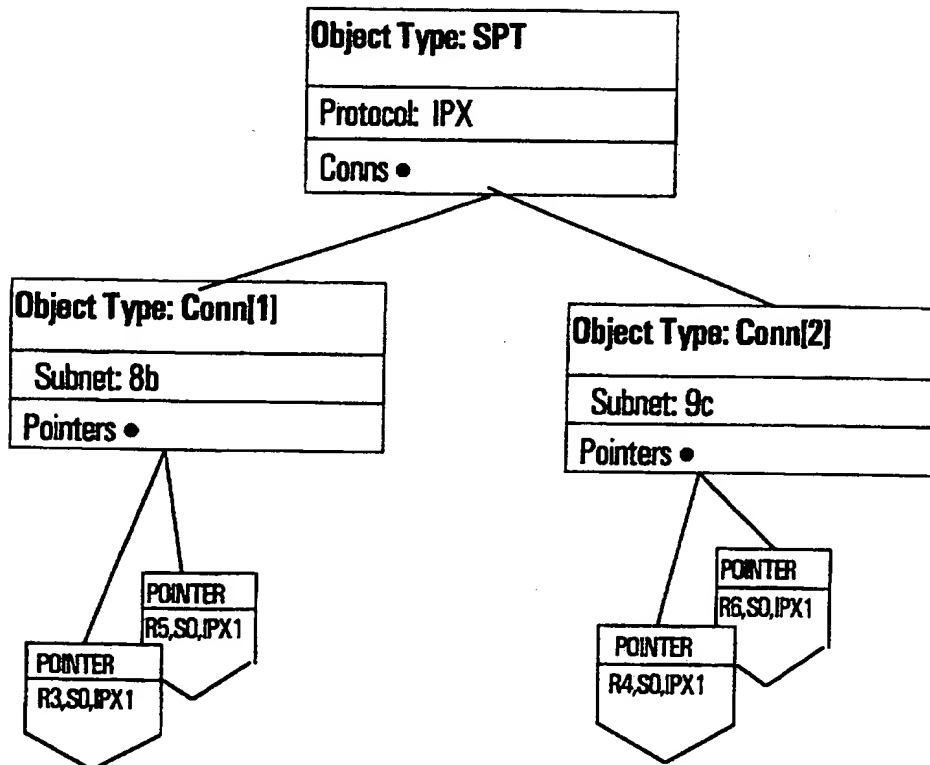 Object Type: SPT
Protocol: IPX
Conns •
Object Type: Conn[1]
Subnet: 8b
Pointers •
Object Type: Conn[2]
Subnet: 9c
Pointers •
POINTER
R5,S0,IPX1
POINTER
R3,S0,IPX1
POINTER
R6,S0,IPX1
POINTER
R4,S0,IPX1